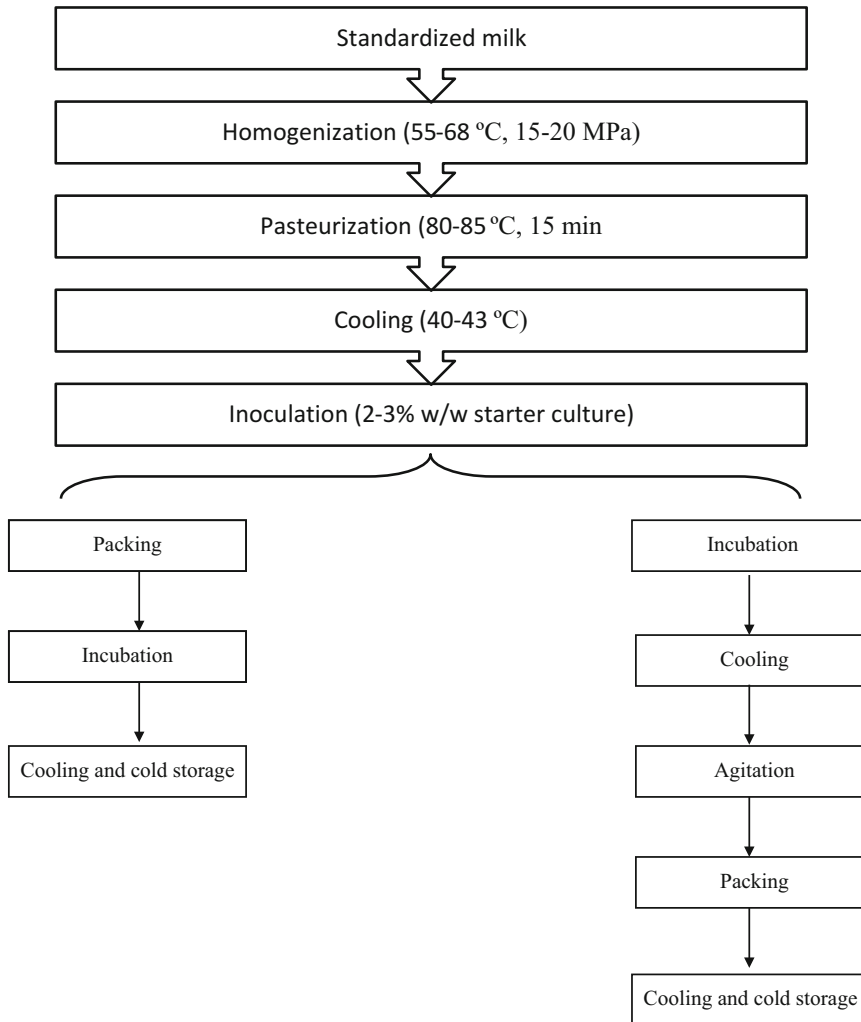 Standardized milk
Homogenization (55-68 ºC, 15-20 MPa)
Pasteurization (80-85 ºC, 15 min
Cooling (40-43 ºC)
Inoculation (2-3% w/w starter culture)
Packing
Incubation
Cooling and cold storage
Incubation
Cooling
Agitation
Packing
Cooling and cold storage